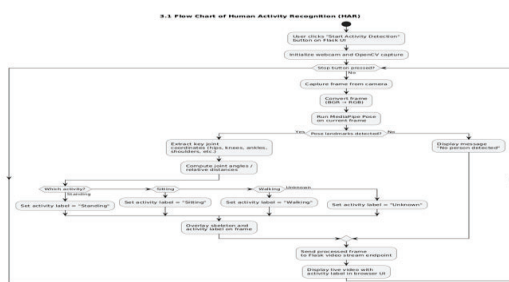 3.1 Flow Chart of Human Activity Recognition (HAR)
User clicks "Start Activity Detection"
button on Flask UI
Initialize webcam and OpenCV capture
Stop button pressed?
No
Capture frame from camera
Convert frame
(BGR → RGB)
Run MediaPipe Pose
on current frame
Yes
Pose landmarks detected?
No
Extract key joint
coordinates (hips, knees, ankles,
shoulders, etc.)
Display message
"No person detected"
Compute joint angles /
relative distances
Which activity?
Sitting
Walking
Unknown
Standing
Set activity label = "Standing"
Set activity label = "Sitting"
Set activity label = "Walking"
Set activity label = "Unknown"
Overlay skeleton and
activity label on frame
Send processed frame
to Flask video stream endpoint
Display live video with
activity label in browser UI